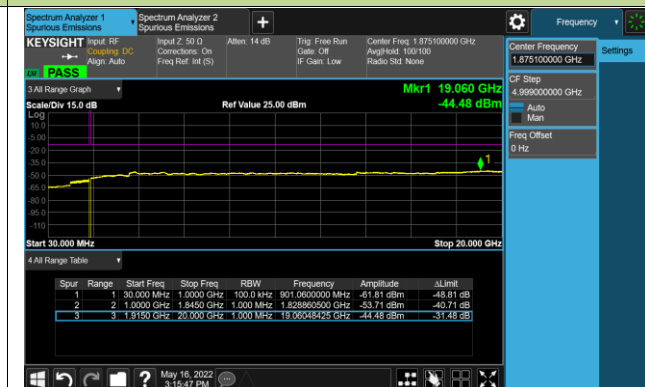 Spectrum Analyzer 1
Spurious Emissions
Spectrum Analyzer 2
Spurious Emissions
+
Frequency
KEYSIGHT
Input: RF
Coupling: DC
Align: Auto
Input Z: 50 Ω
Corrections: On
Freq Ref: Int (S)
Atten: 14 dB
Trig: Free Run
Gate: Off
IF Gain: Low
Center Freq: 1.875100000 GHz
Avg|Hold: 100/100
Radio Std: None
PASS
Center Frequency
1.875100000 GHz
Settings
CF Step
4.999000000 GHz
Auto
Man
Freq Offset
0 Hz
3 All Range Graph
Mkr1 19.060 GHz
Scale/Div 15.0 dB
Ref Value 25.00 dBm
-44.48 dBm
Log
10.0
-5.00
-20.0
-35.0
-50.0
-65.0
-80.0
-95.0
-110
1
Start 30.000 MHz
Stop 20.000 GHz
4 All Range Table
Spur Range Start Freq Stop Freq RBW Frequency Amplitude ΔLimit
1 1 30.000 MHz 1.0000 GHz 100.0 kHz 901.0600000 MHz -61.81 dBm -48.81 dB
2 2 1.0000 GHz 1.8450 GHz 1.000 MHz 1.828860500 GHz -53.71 dBm -40.71 dB
3 3 1.9150 GHz 20.000 GHz 1.000 MHz 19.06048425 GHz -44.48 dBm -31.48 dB
?
May 16, 2022
3:15:47 PM